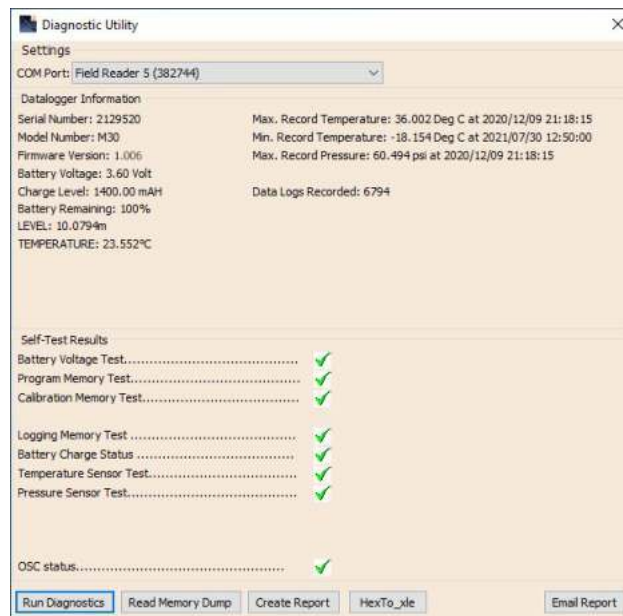 Diagnostic Utility
Settings
COM Port: Field Reader 5 (382744)
Datalogger Information
Serial Number: 2129520 Max. Record Temperature: 36.002 Deg C at 2020/12/09 21:18:15
Model Number: M30 Min. Record Temperature: -18.154 Deg C at 2021/07/30 12:50:00
Firmware Version: 1.006 Max. Record Pressure: 60.494 psi at 2020/12/09 21:18:15
Battery Voltage: 3.60 Volt
Charge Level: 1400.00 mAH Data Logs Recorded: 6794
Battery Remaining: 100%
LEVEL: 10.0794m
TEMPERATURE: 23.552°C
Self-Test Results
Battery Voltage Test..........................................
Program Memory Test..........................................
Calibration Memory Test......................................
Logging Memory Test ........................................
Battery Charge Status ......................................
Temperature Sensor Test...................................
Pressure Sensor Test.........................................
OSC status..................................................
Run Diagnostics Read Memory Dump Create Report HexTo_xle Email Report